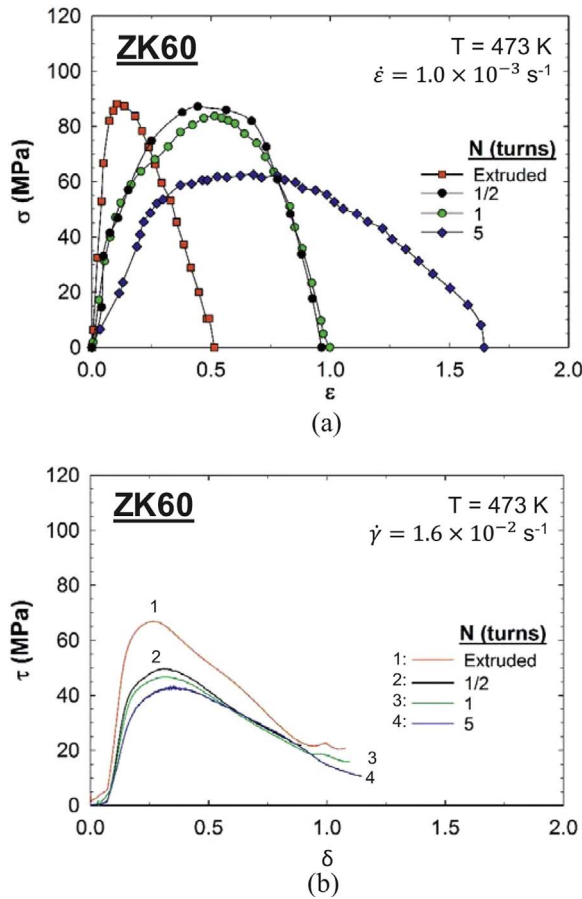 ZK60
T = 473 K
ε̇ = 1.0 × 10⁻³ s⁻¹
N (turns)
Extruded
1/2
1
5
σ (MPa)
120
100
80
60
40
20
0
0.0 0.5 1.0 1.5 2.0
ε
(a)
ZK60
T = 473 K
γ̇ = 1.6 × 10⁻² s⁻¹
N (turns)
1: Extruded
2: 1/2
3: 1
4: 5
1
2
3
4
τ (MPa)
120
100
80
60
40
20
0
0.0 0.5 1.0 1.5 2.0
δ
(b)